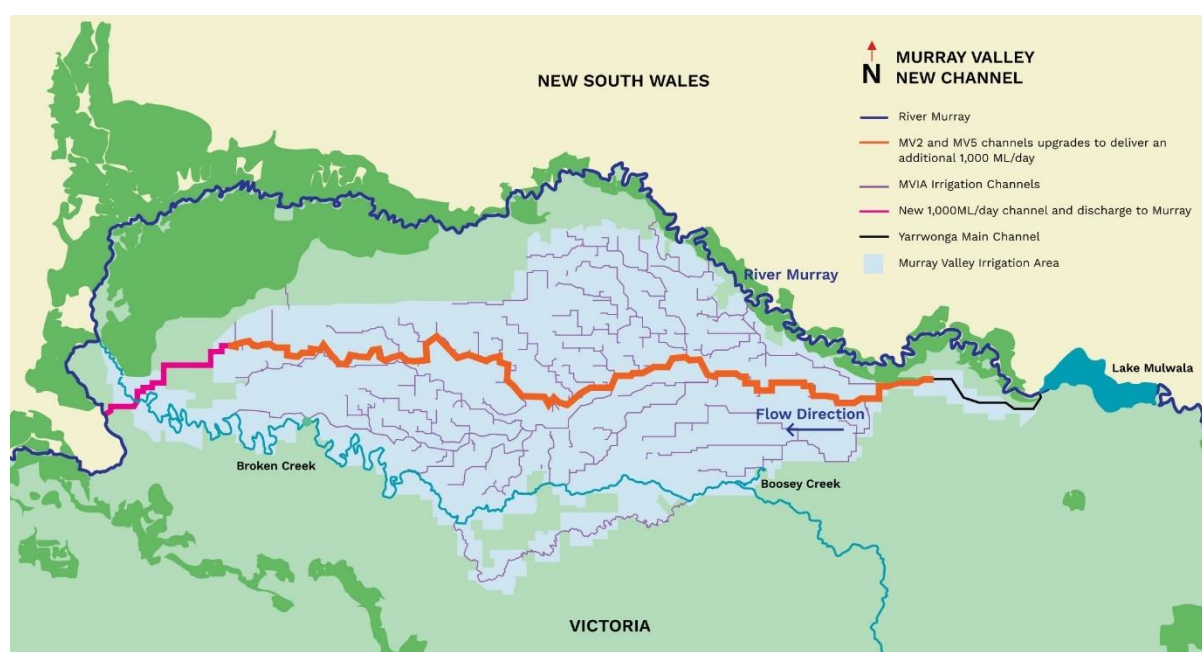 NEW SOUTH WALES
N
MURRAY VALLEY
NEW CHANNEL
River Murray
MV2 and MV5 channels upgrades to deliver an
additional 1,000 ML/day
MVIA Irrigation Channels
New 1,000ML/day channel and discharge to Murray
Yarrwonga Main Channel
Murray Valley Irrigation Area
River Murray
Lake Mulwala
Flow Direction
Broken Creek
Boosey Creek
VICTORIA